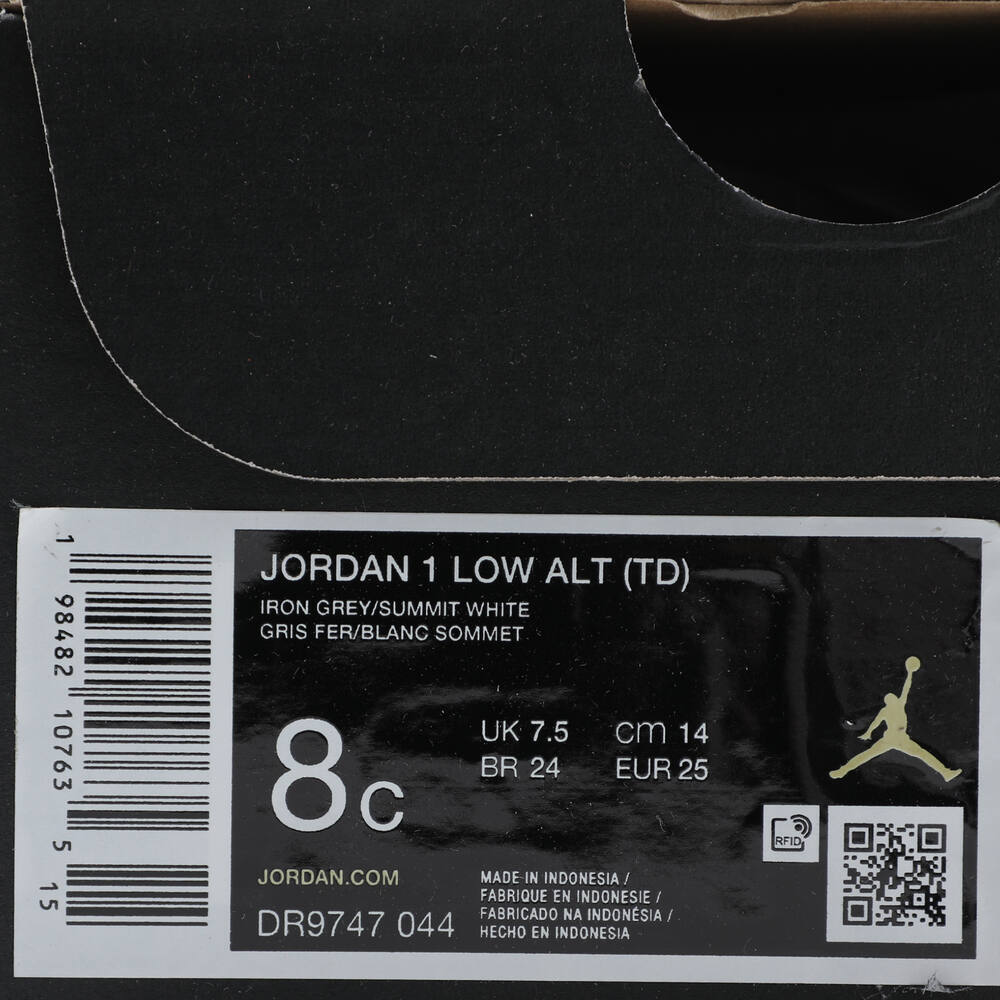 JORDAN 1 LOW ALT (TD)
IRON GREY/SUMMIT WHITE
GRIS FER/BLANC SOMMET
8C
UK 7.5 cm 14
BR 24 EUR 25
RFID
JORDAN.COM
DR9747 044
MADE IN INDONESIA /
FABRIQUE EN INDONESIE /
FABRICADO NA INDONÉSIA /
HECHO EN INDONESIA
1 98482 10763 5 15